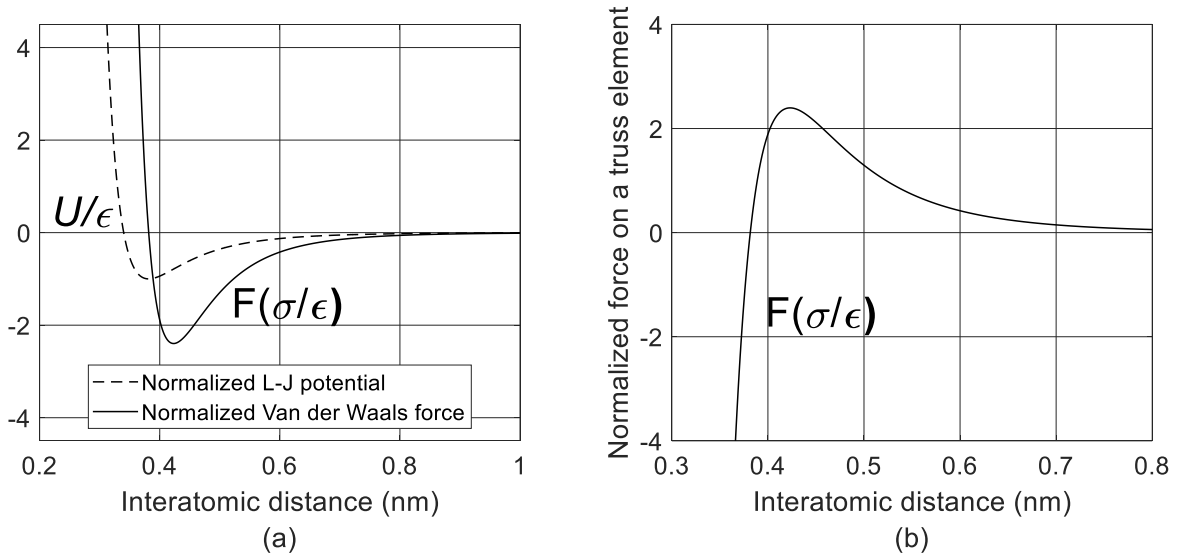 4
2
0
-2
-4
0.2
0.4
0.6
0.8
1
U/ϵ
F(σ/ϵ)
Normalized L-J potential
Normalized Van der Waals force
Interatomic distance (nm)
(a)
Normalized force on a truss element
4
2
0
-2
-4
0.3
0.4
0.5
0.6
0.7
0.8
F(σ/ϵ)
Interatomic distance (nm)
(b)